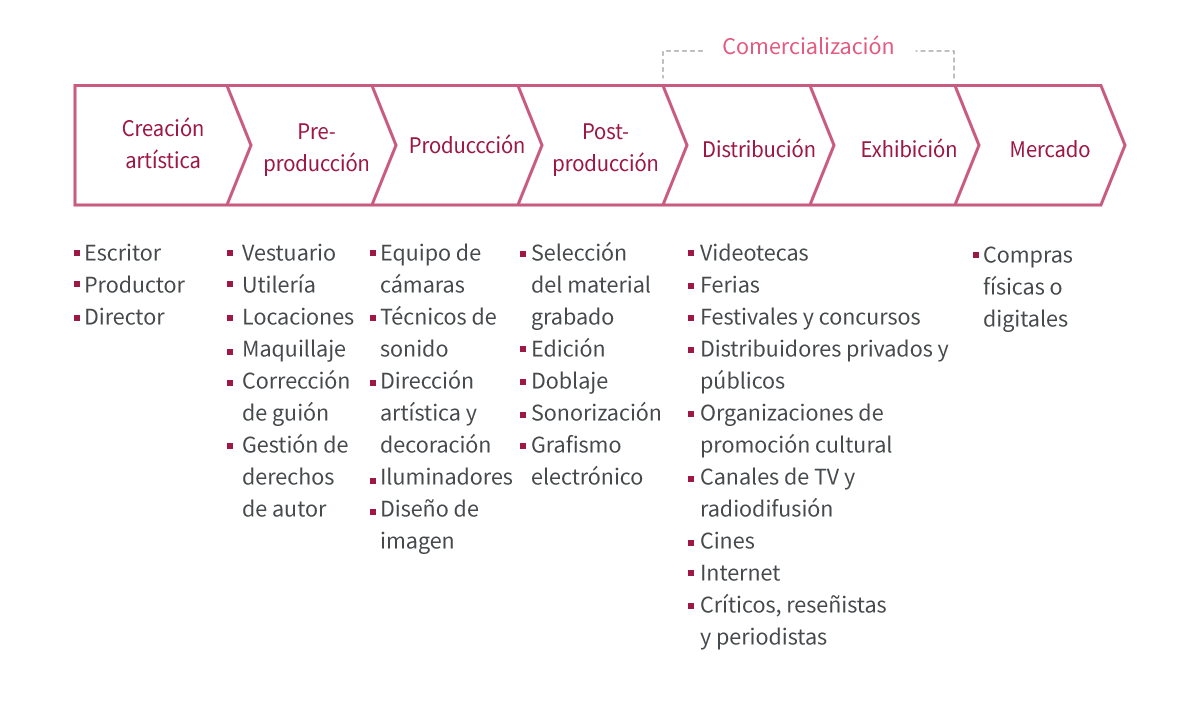 Comercialización
Creación
artística
Pre-
producción
Produccción
Post-
producción
Distribución
Exhibición
Mercado
Escritor
Productor
Director
Vestuario
Utilería
Locaciones
Maquillaje
Corrección
de guión
Gestión de
derechos
de autor
Equipo de
cámaras
Técnicos de
sonido
Dirección
artística y
decoración
Iluminadores
Diseño de
imagen
Selección
del material
grabado
Edición
Doblaje
Sonorización
Grafismo
electrónico
Videotecas
Ferias
Festivales y concursos
Distribuidores privados y
públicos
Organizaciones de
promoción cultural
Canales de TV y
radiodifusión
Cines
Internet
Críticos, reseñistas
y periodistas
Compras
físicas o
digitales